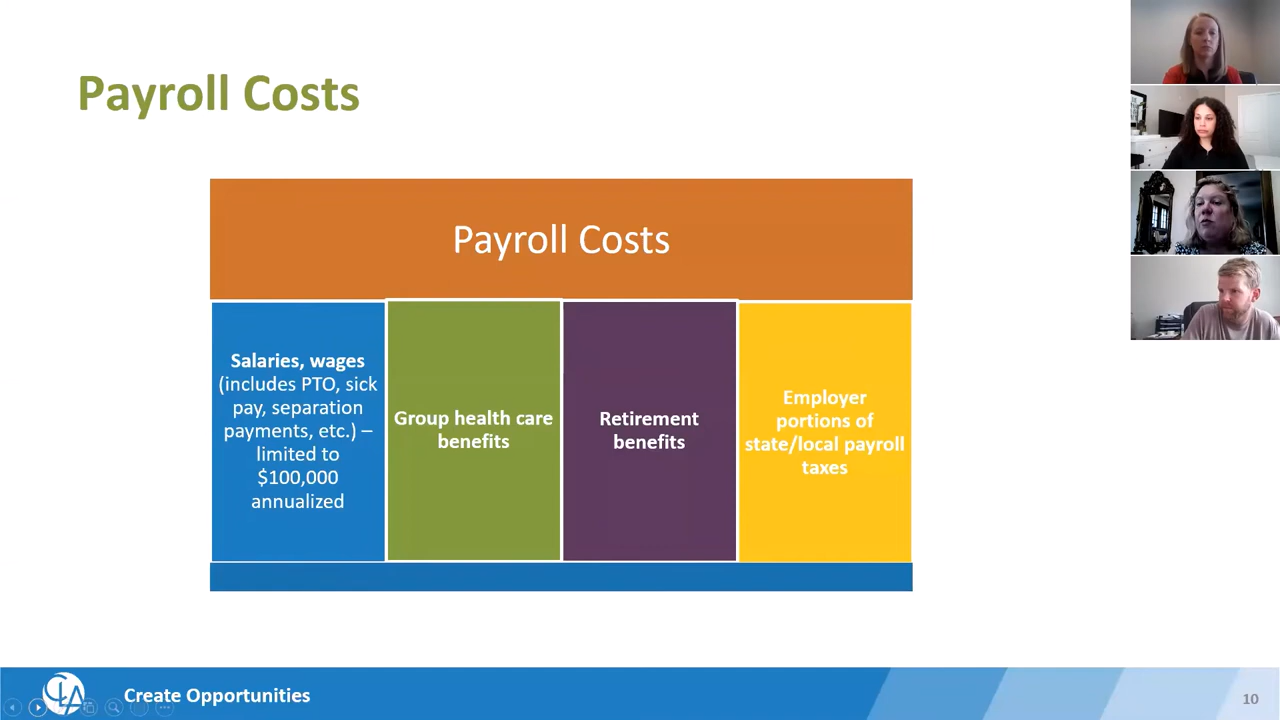 Payroll Costs
Payroll Costs
Salaries, wages
(includes PTO, sick
pay, separation
payments, etc.) –
limited to
$100,000
annualized
Group health care
benefits
Retirement
benefits
Employer
portions of
state/local payroll
taxes
CLA
Create Opportunities
10